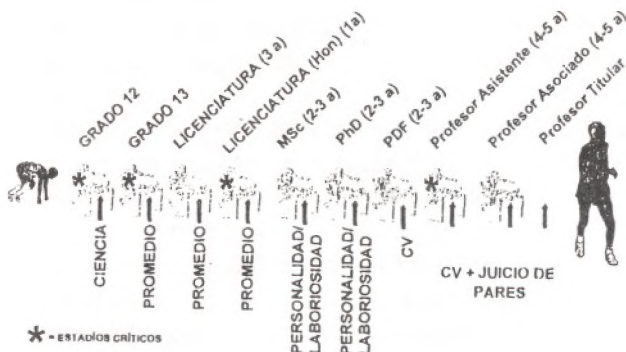 GRADO 12
GRADO 13
LICENCIATURA (3 a)
LICENCIATURA (Hon) (1a)
MSc (2-3 a)
PhD (2-3 a)
PDF (2-3 a)
Profesor Asistente (4-5 a)
Profesor Asociado (4-5 a)
Profesor Titular
CIENCIA
PROMEDIO
PROMEDIO
PROMEDIO
PERSONALIDAD/
LABORIOSIDAD
PERSONALIDAD/
LABORIOSIDAD
CV
CV + JUICIO DE
PARES
* = ESTADÍOS CRÍTICOS